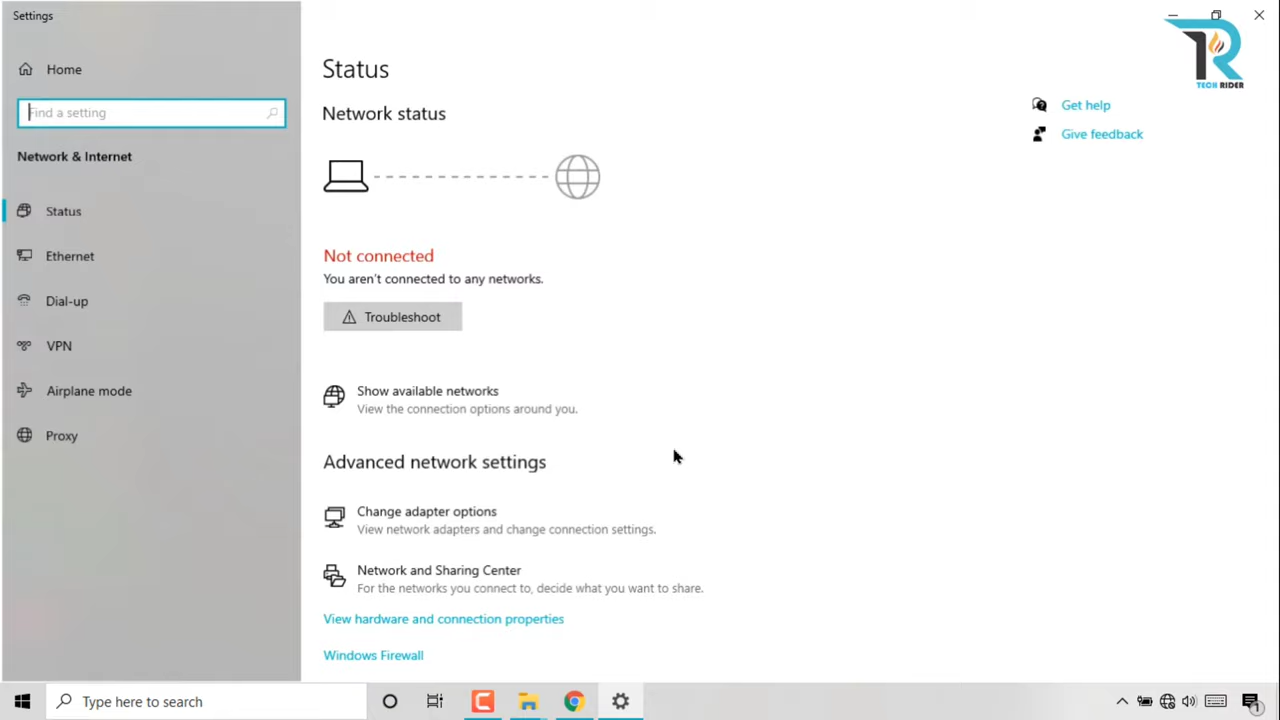 Settings
TECH RIDER
Home
Find a setting
Network & Internet
Status
Ethernet
Dial-up
VPN
Airplane mode
Proxy
Status
Network status
Not connected
You aren't connected to any networks.
Troubleshoot
Show available networks
View the connection options around you.
Advanced network settings
Change adapter options
View network adapters and change connection settings.
Network and Sharing Center
For the networks you connect to, decide what you want to share.
View hardware and connection properties
Windows Firewall
Get help
Give feedback
Type here to search
1